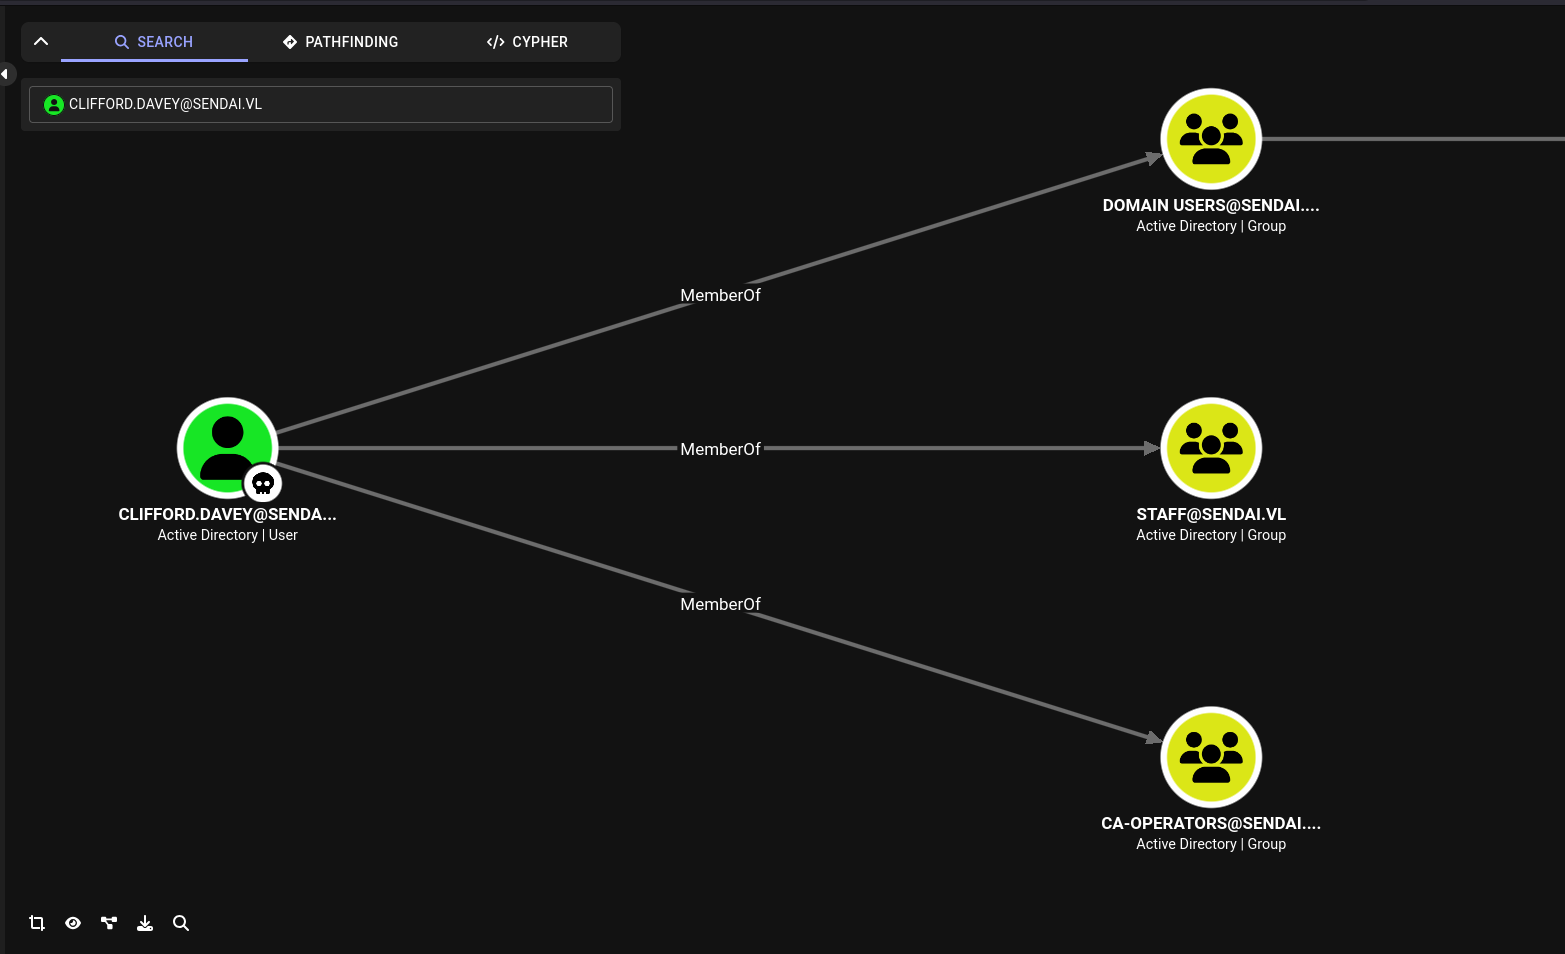 SEARCH PATHFINDING </> CYPHER
CLIFFORD.DAVEY@SENDAI.VL
DOMAIN USERS@SENDAI....
Active Directory | Group
MemberOf
MemberOf
CLIFFORD.DAVEY@SENDA...
Active Directory | User
STAFF@SENDAI.VL
Active Directory | Group
MemberOf
CA-OPERATORS@SENDAI....
Active Directory | Group